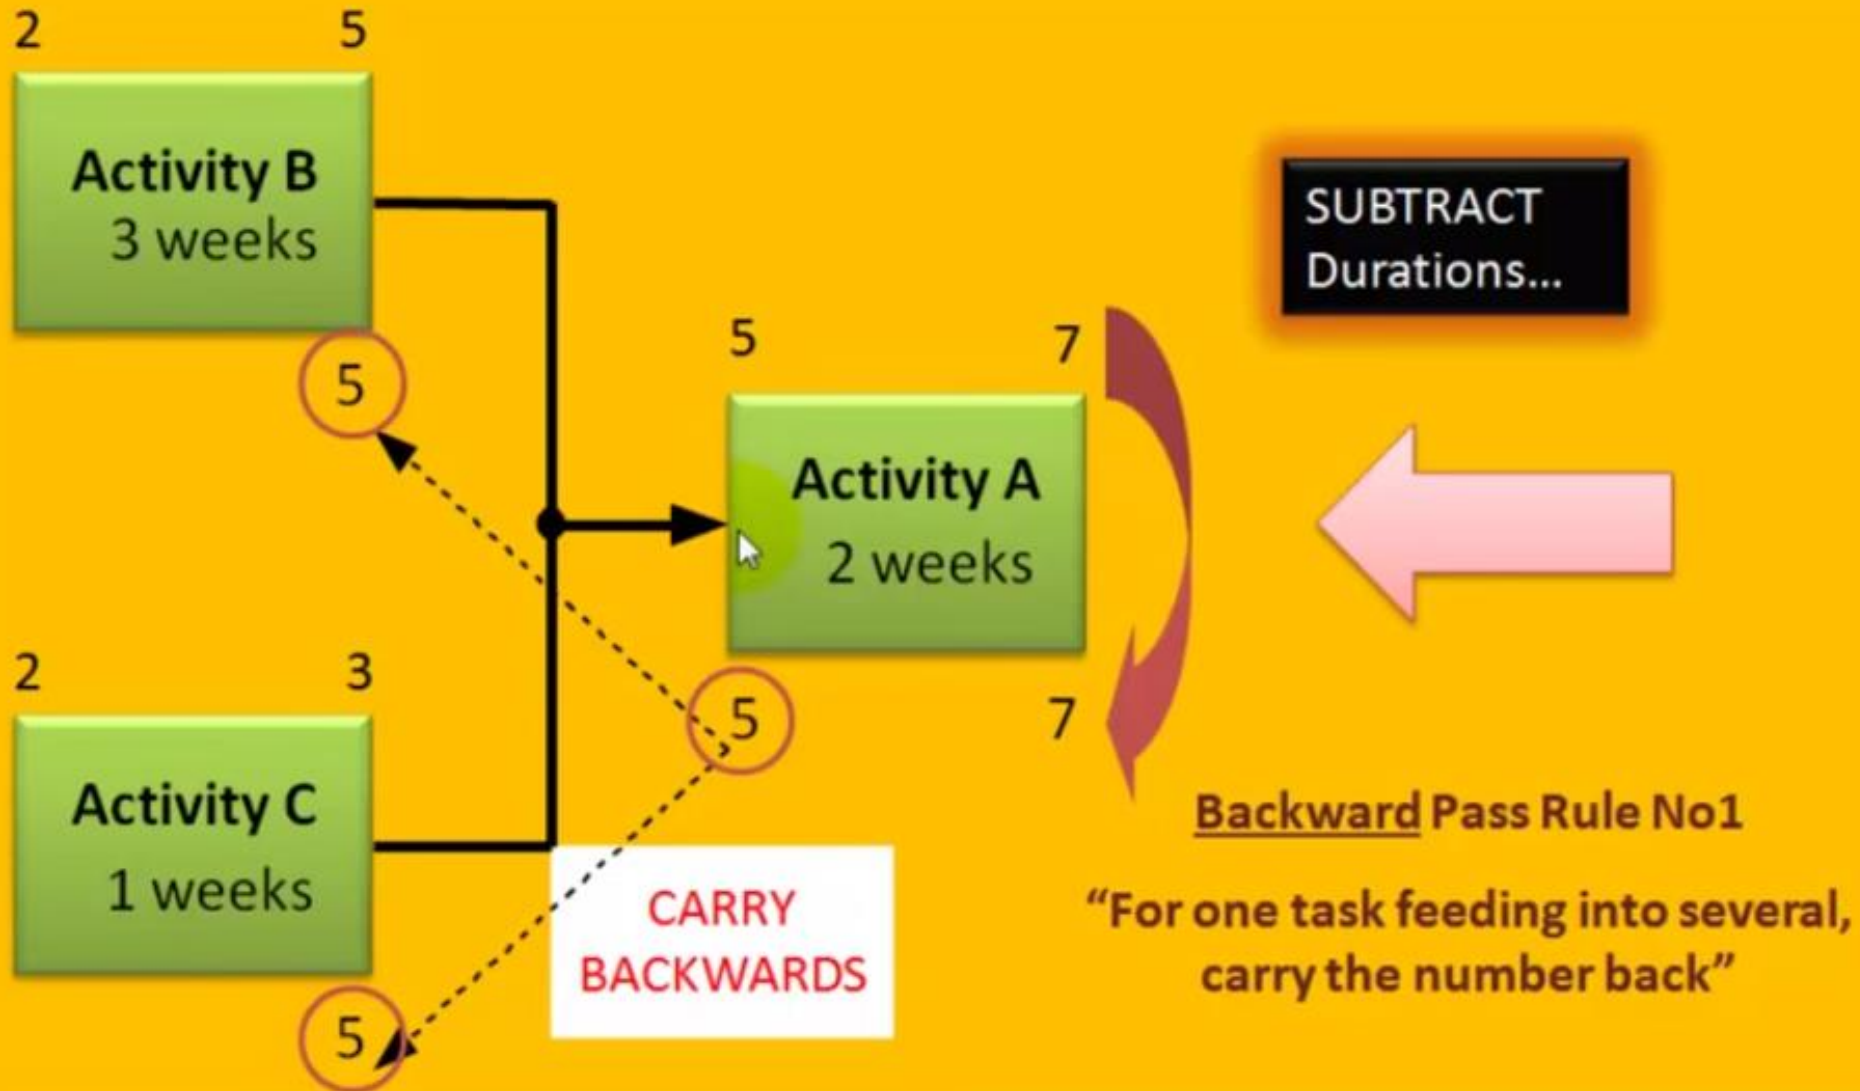 2 5
Activity B
3 weeks
5
SUBTRACT
Durations...
5 7
Activity A
2 weeks
5 7
2 3
Activity C
1 weeks
5
CARRY
BACKWARDS
Backward Pass Rule No1
“For one task feeding into several,
carry the number back”